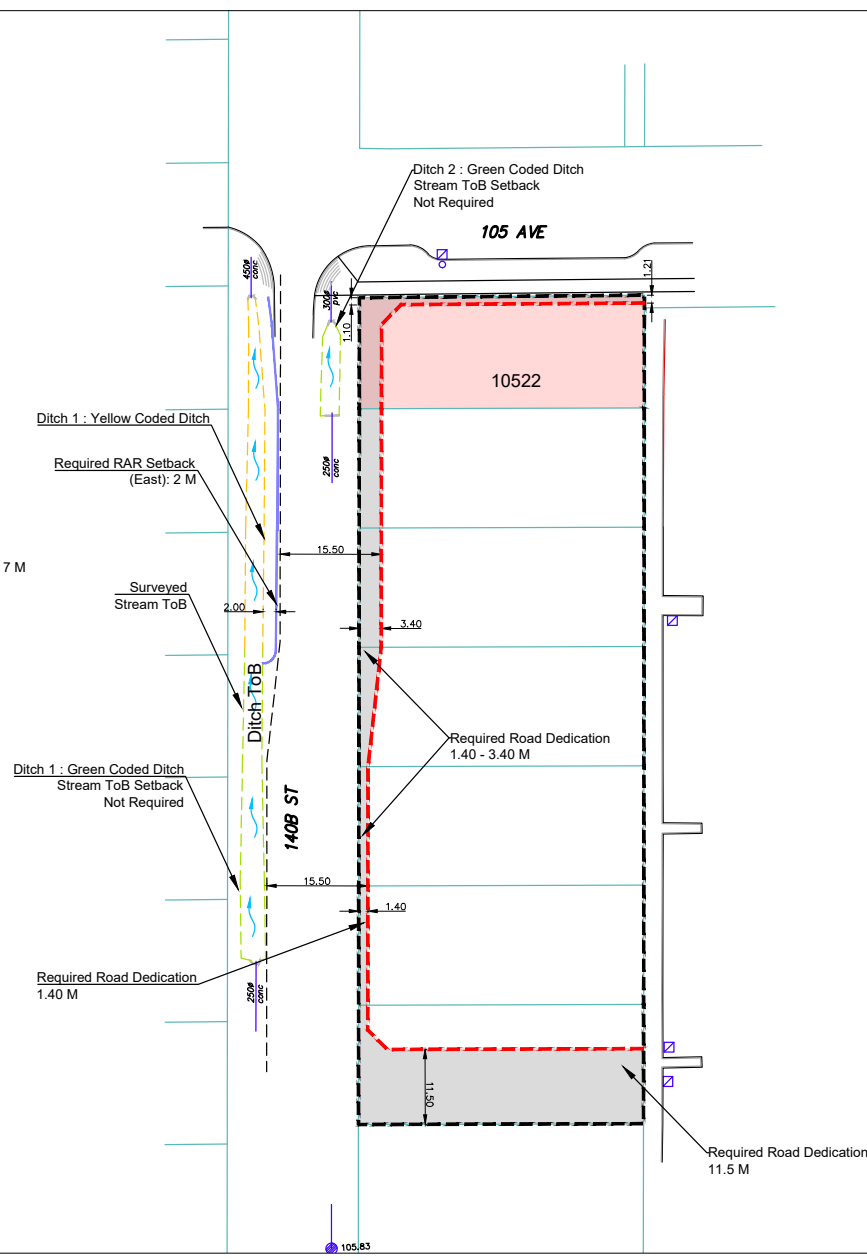 Ditch 2 : Green Coded Ditch
Stream ToB Setback
Not Required
105 AVE
450ø
conc
300ø
pvc
1.21
1.10
10522
Ditch 1 : Yellow Coded Ditch
Required RAR Setback
(East): 2 M
250ø
conc
15.50
7 M
Surveyed
Stream ToB
2.00
3.40
Ditch ToB
Required Road Dedication
1.40 - 3.40 M
Ditch 1 : Green Coded Ditch
Stream ToB Setback
Not Required
140B ST
15.50
1.40
Required Road Dedication
1.40 M
250ø
conc
11.50
Required Road Dedication
11.5 M
105.83